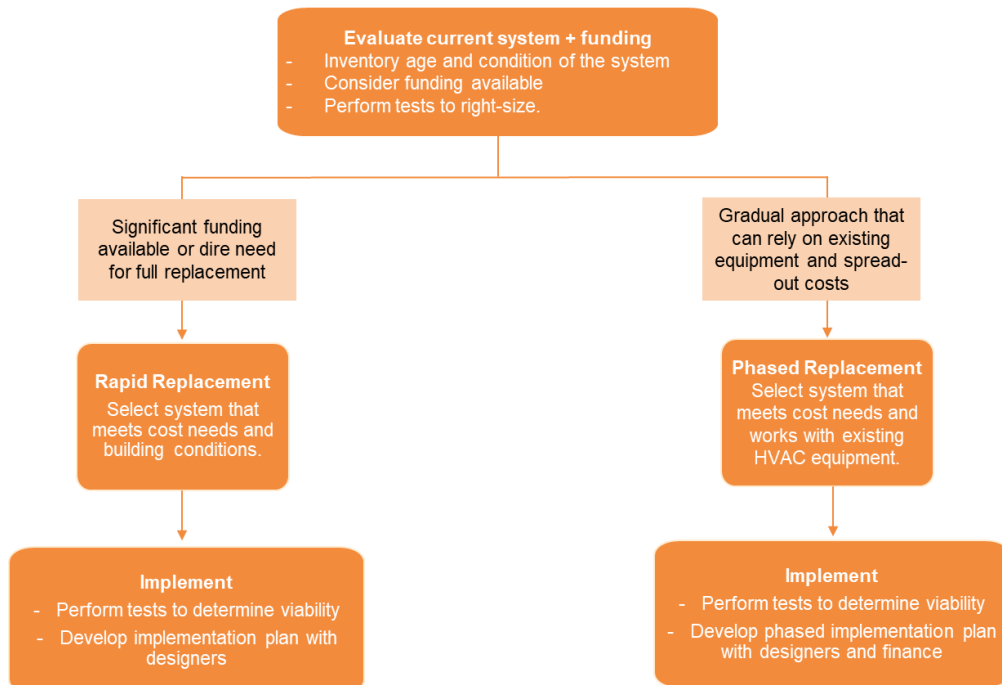 Evaluate current system + funding
- Inventory age and condition of the system
- Consider funding available
- Perform tests to right-size.
Significant funding
available or dire need
for full replacement
Gradual approach that
can rely on existing
equipment and spread-
out costs
Rapid Replacement
Select system that
meets cost needs and
building conditions.
Phased Replacement
Select system that
meets cost needs and
works with existing
HVAC equipment.
Implement
- Perform tests to determine viability
- Develop implementation plan with
designers
Implement
- Perform tests to determine viability
- Develop phased implementation plan
with designers and finance